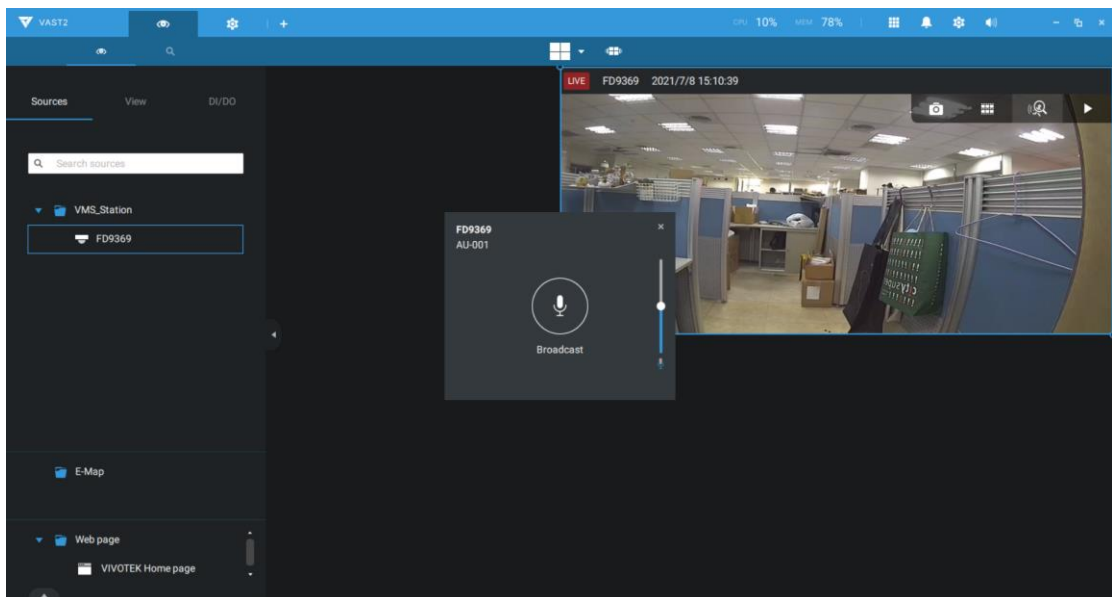 VAST2
+
CPU 10% MEM 78%
Sources View DI/DO
Search sources
VMS_Station
FD9369
E-Map
Web page
VIVOTEK Home page
LIVE FD9369 2021/7/8 15:10:39
FD9369
AU-001
Broadcast